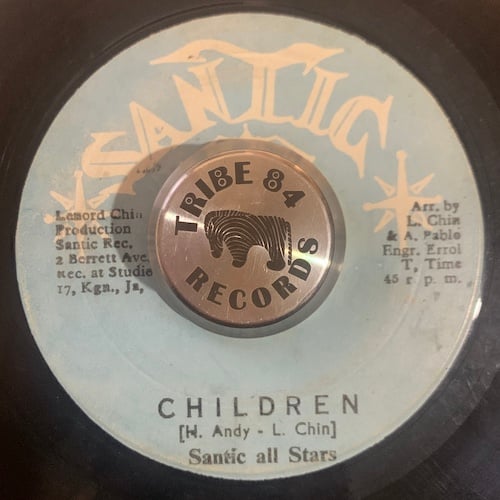 SANTIC
TRIBE 84
RECORDS
Lenord Chin
Production
Santic Rec.
2 Berrett Ave.
Rec. at Studio
17, Kgn., Ja,
Arr. by
L. Chin
& A. Pablo
Engr. Errol
T, Time
45 r p. m.
CHILDREN
[H. Andy - L. Chin]
Santic all Stars